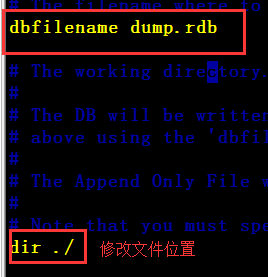 # The filename where to
dbfilename dump.rdb
# The working directory.
#
# The DB will be written
# above using the 'dbfil
#
# The Append Only File w
#
# Note that you must spe
dir ./ 修改文件位置